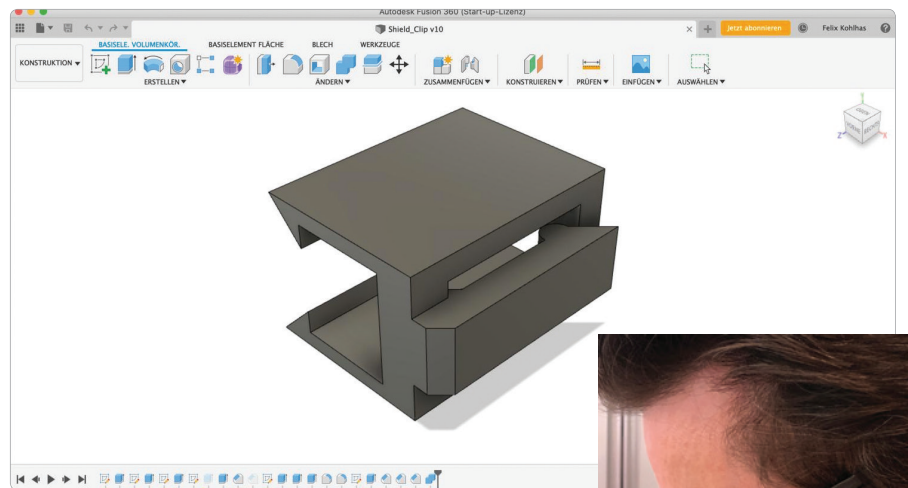 Autodesk Fusion 360 (Start-up-Lizenz)
Shield_Clip v10
Jetzt abonnieren
Felix Kohlhas
BASISELE. VOLUMENKÖR.
BASISELEMENT FLÄCHE
BLECH
WERKZEUGE
KONSTRUKTION
ERSTELLEN
ÄNDERN
ZUSAMMENFÜGEN
KONSTRUIEREN
PRÜFEN
EINFÜGEN
AUSWÄHLEN
OBEN
Z
X